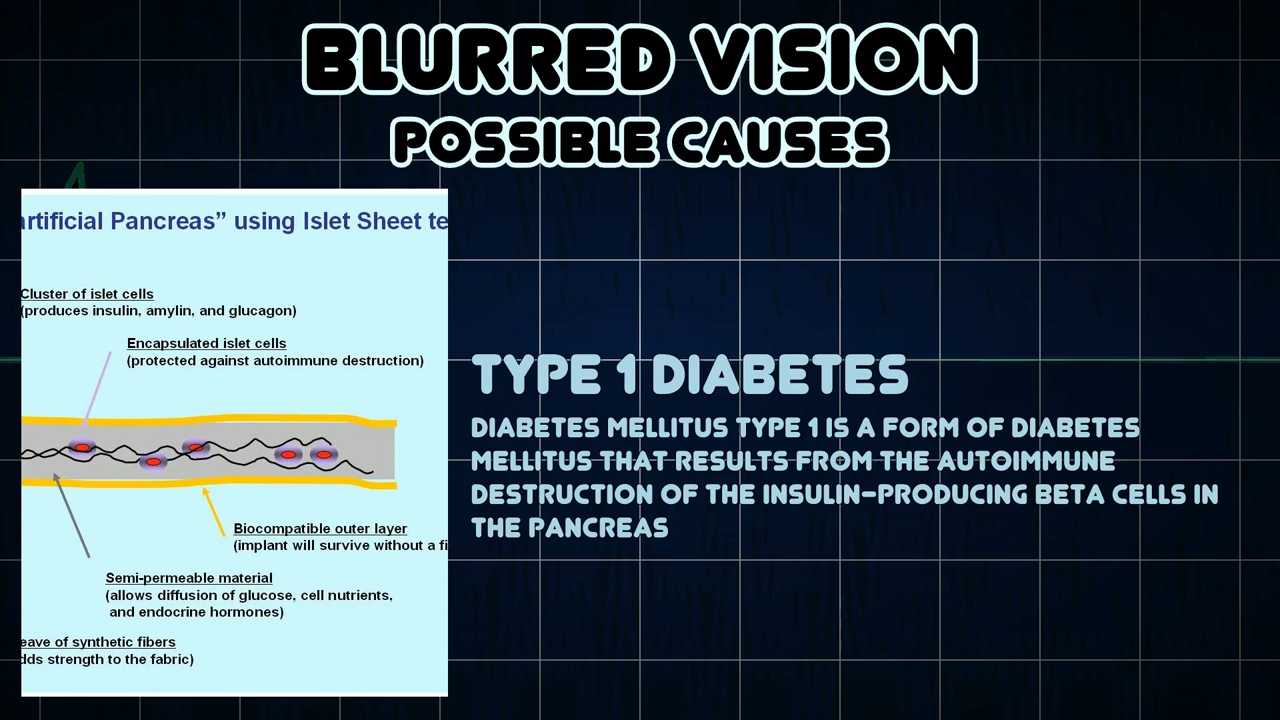 BLURRED VISION
POSSIBLE CAUSES
artificial Pancreas” using Islet Sheet te
Cluster of islet cells
(produces insulin, amylin, and glucagon)
Encapsulated islet cells
(protected against autoimmune destruction)
Biocompatible outer layer
(implant will survive without a fi
Semi-permeable material
(allows diffusion of glucose, cell nutrients,
and endocrine hormones)
eave of synthetic fibers
dds strength to the fabric)
TYPE 1 DIABETES
DIABETES MELLITUS TYPE 1 IS A FORM OF DIABETES
MELLITUS THAT RESULTS FROM THE AUTOIMMUNE
DESTRUCTION OF THE INSULIN-PRODUCING BETA CELLS IN
THE PANCREAS